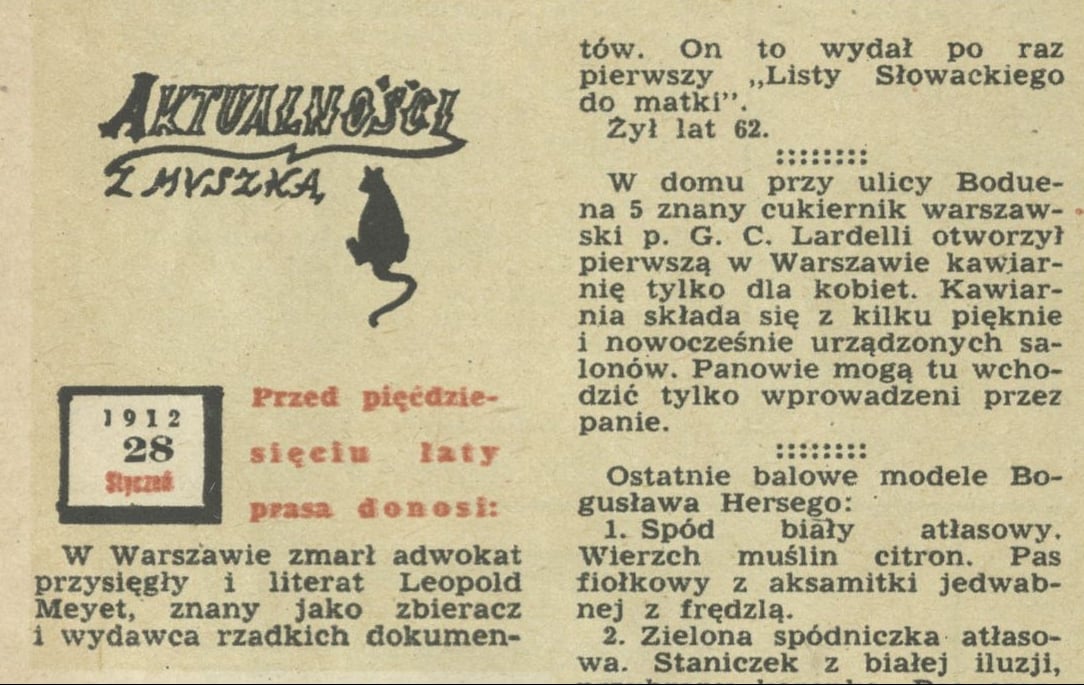 AKTUALNOŚCI
Z MYSZKĄ
1912
28
Styczeń
Przed pięćdzie-
sięciu laty
prasa donosi:
W Warszawie zmarł adwokat
przysięgły i literat Leopold
Meyet, znany jako zbieracz
i wydawca rzadkich dokumen-
tów. On to wydał po raz
pierwszy „Listy Słowackiego
do matki”.
Żył lat 62.
W domu przy ulicy Bodue-
na 5 znany cukiernik warszaw-
ski p. G. C. Lardelli otworzył
pierwszą w Warszawie kawiar-
nię tylko dla kobiet. Kawiar-
nia składa się z kilku pięknie
i nowocześnie urządzonych sa-
lonów. Panowie mogą tu wcho-
dzić tylko wprowadzeni przez
panie.
Ostatnie balowe modele Bo-
gusława Hersego:
1. Spód biały atłasowy.
Wierzch muślin citron. Pas
fiołkowy z aksamitki jedwab-
nej z frędzlą.
2. Zielona spódniczka atłaso-
wa. Staniczek z białej iluzji,